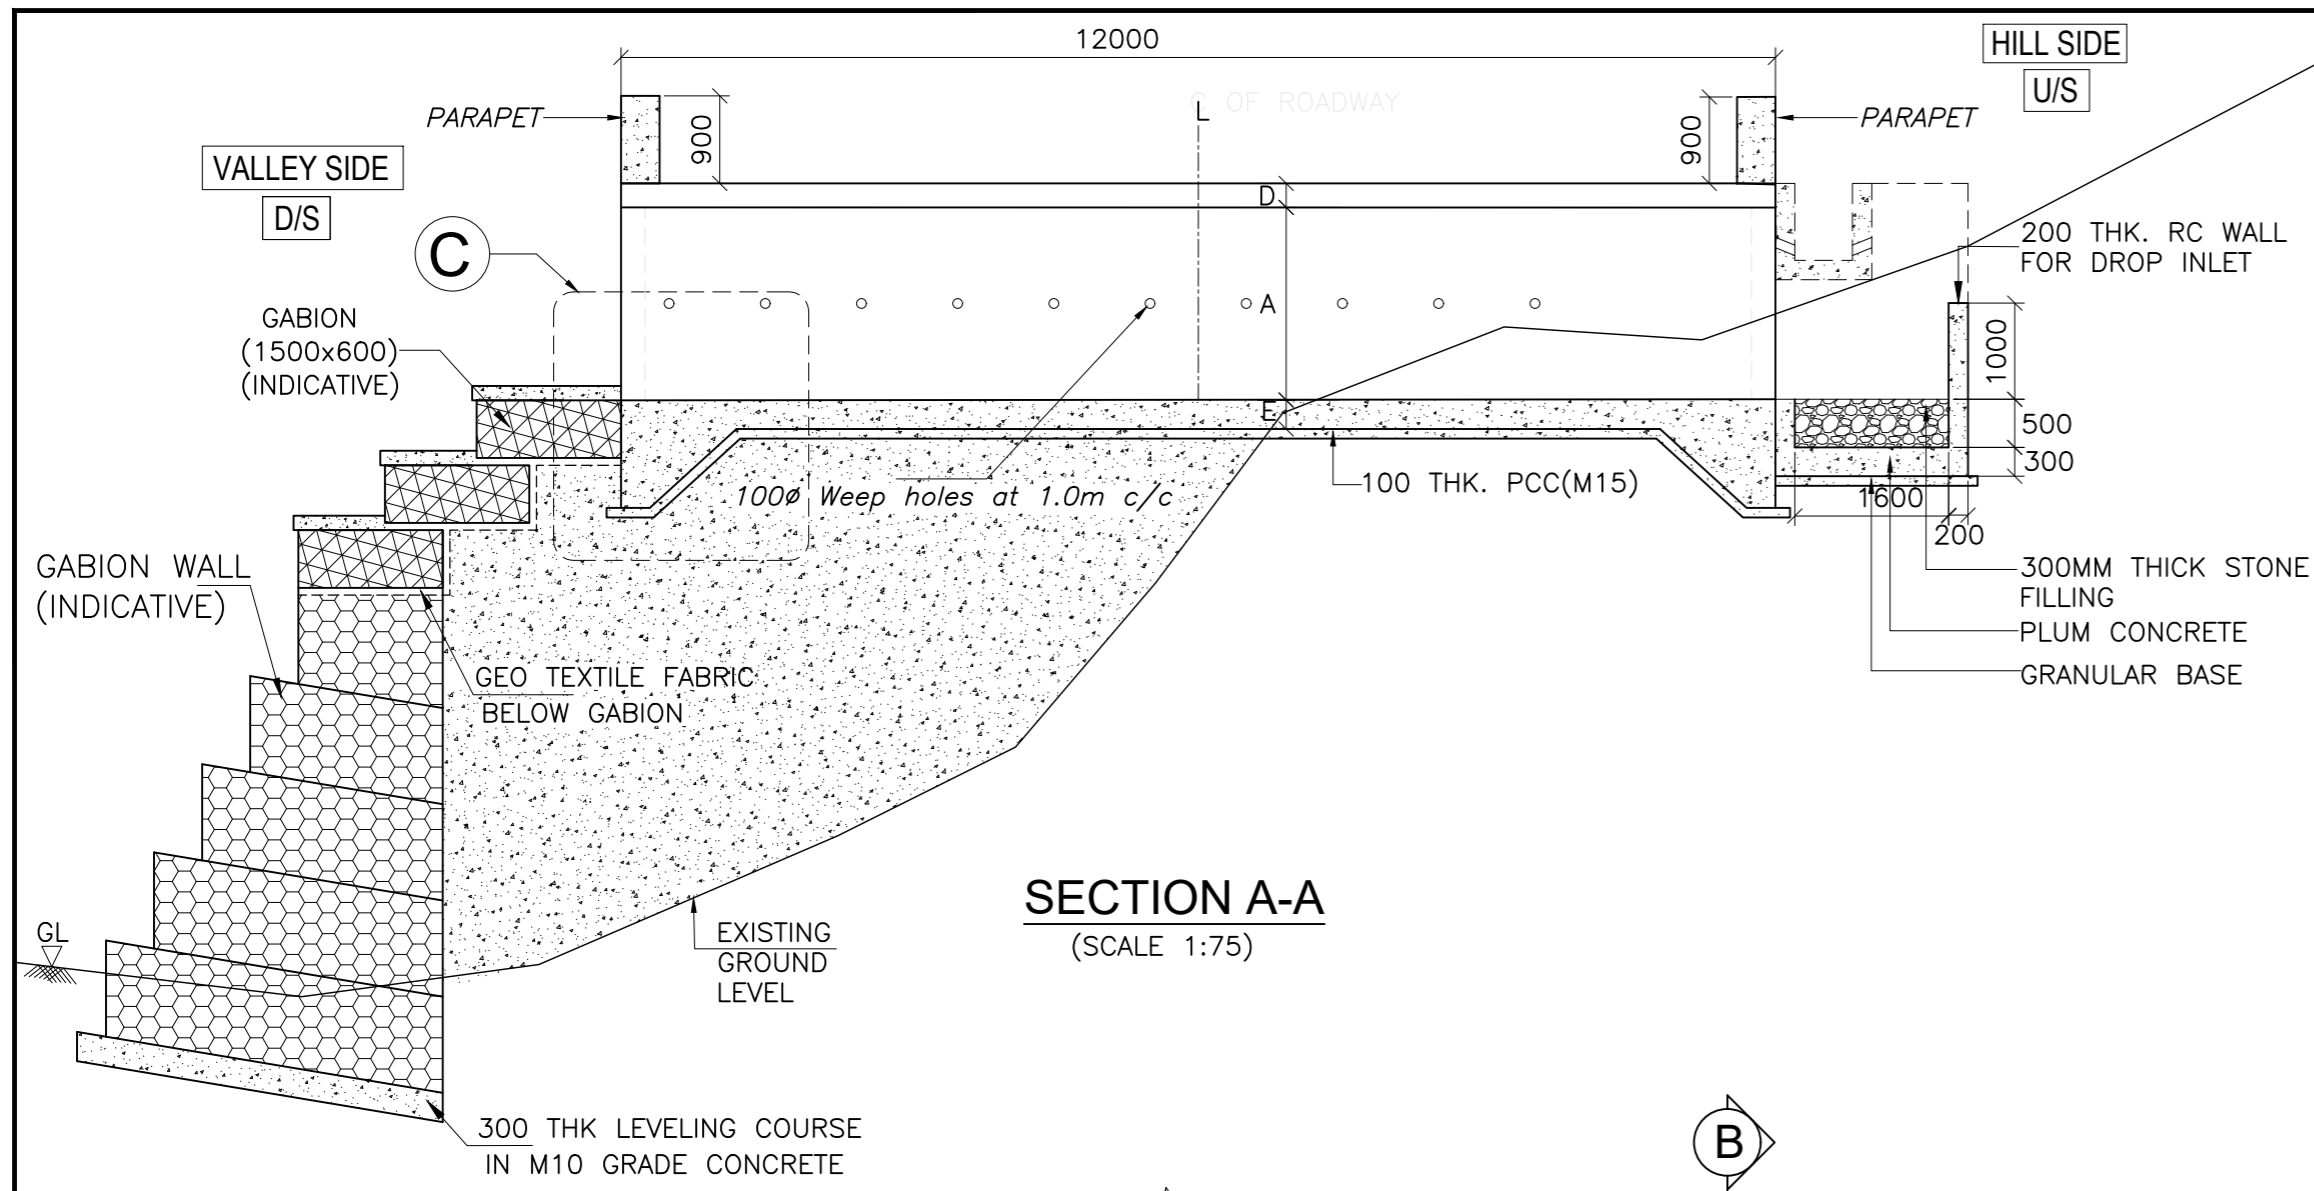 12000
HILL SIDE
U/S
℄ OF ROADWAY
PARAPET
900
900
PARAPET
VALLEY SIDE
D/S
D
C
200 THK. RC WALL
FOR DROP INLET
A
GABION
(1500x600)
(INDICATIVE)
1000
E
500
300
100ø Weep holes at 1.0m c/c
100 THK. PCC(M15)
1600
200
GABION WALL
(INDICATIVE)
300MM THICK STONE
FILLING
PLUM CONCRETE
GRANULAR BASE
GEO TEXTILE FABRIC
BELOW GABION
SECTION A-A
(SCALE 1:75)
GL
EXISTING
GROUND
LEVEL
300 THK LEVELING COURSE
IN M10 GRADE CONCRETE
B